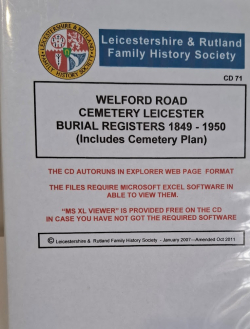 Leicestershire & Rutland
Family History Society
CD 71
WELFORD ROAD
CEMETERY LEICESTER
BURIAL REGISTERS 1849 - 1950
(Includes Cemetery Plan)
THE CD AUTORUNS IN EXPLORER WEB PAGE FORMAT
THE FILES REQUIRE MICROSOFT EXCEL SOFTWARE IN
ABLE TO VIEW THEM.
"MS XL VIEWER" IS PROVIDED FREE ON THE CD
IN CASE YOU HAVE NOT GOT THE REQUIRED SOFTWARE
© Leicestershire & Rutland Family History Society - January 2007 - Amended Oct 2011